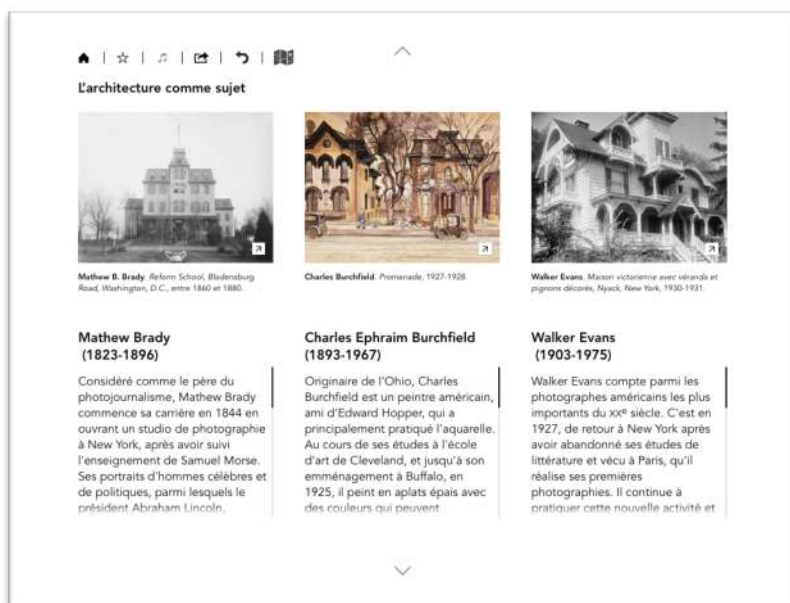 L'architecture comme sujet
Mathew B. Brady. Reform School, Bladensburg
Road, Washington, D.C., entre 1860 et 1880.
Charles Burchfield. Promenade, 1927-1928.
Walker Evans. Maison victorienne avec véranda et
pignons décorés, Nyack, New York, 1930-1931.
Mathew Brady
(1823-1896)
Considéré comme le père du
photojournalisme, Mathew Brady
commence sa carrière en 1844 en
ouvrant un studio de photographie
à New York, après avoir suivi
l'enseignement de Samuel Morse.
Ses portraits d'hommes célèbres et
de politiques, parmi lesquels le
président Abraham Lincoln,
Charles Ephraim Burchfield
(1893-1967)
Originaire de l'Ohio, Charles
Burchfield est un peintre américain,
ami d'Edward Hopper, qui a
principalement pratiqué l'aquarelle.
Au cours de ses études à l'école
d'art de Cleveland, et jusqu'à son
emménagement à Buffalo, en
1925, il peint en aplats épais avec
des couleurs qui peuvent
Walker Evans
(1903-1975)
Walker Evans compte parmi les
photographes américains les plus
importants du XXe siècle. C'est en
1927, de retour à New York après
avoir abandonné ses études de
littérature et vécu à Paris, qu'il
réalise ses premières
photographies. Il continue à
pratiquer cette nouvelle activité et